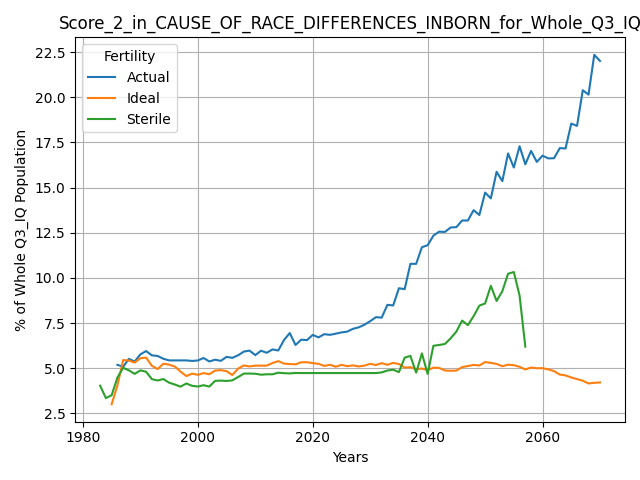 Score_2_in_CAUSE_OF_RACE_DIFFERENCES_INBORN_for_Whole_Q3_IQ
Fertility
Actual
Ideal
Sterile
% of Whole Q3_IQ Population
22.5
20.0
17.5
15.0
12.5
10.0
7.5
5.0
2.5
1980
2000
2020
2040
2060
Years